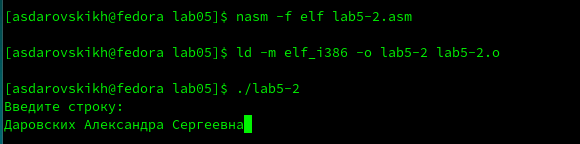 [asdarovskikh@fedora lab05]$ nasm -f elf lab5-2.asm
[asdarovskikh@fedora lab05]$ ld -m elf_i386 -o lab5-2 lab5-2.o
[asdarovskikh@fedora lab05]$ ./lab5-2
Введите строку:
Даровских Александра Сергеевна